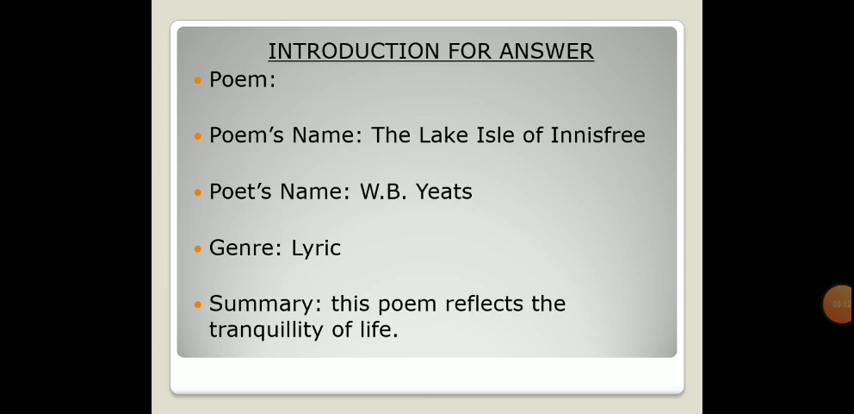 INTRODUCTION FOR ANSWER
• Poem:
• Poem's Name: The Lake Isle of Innisfree
• Poet's Name: W.B. Yeats
• Genre: Lyric
• Summary: this poem reflects the
tranquillity of life.